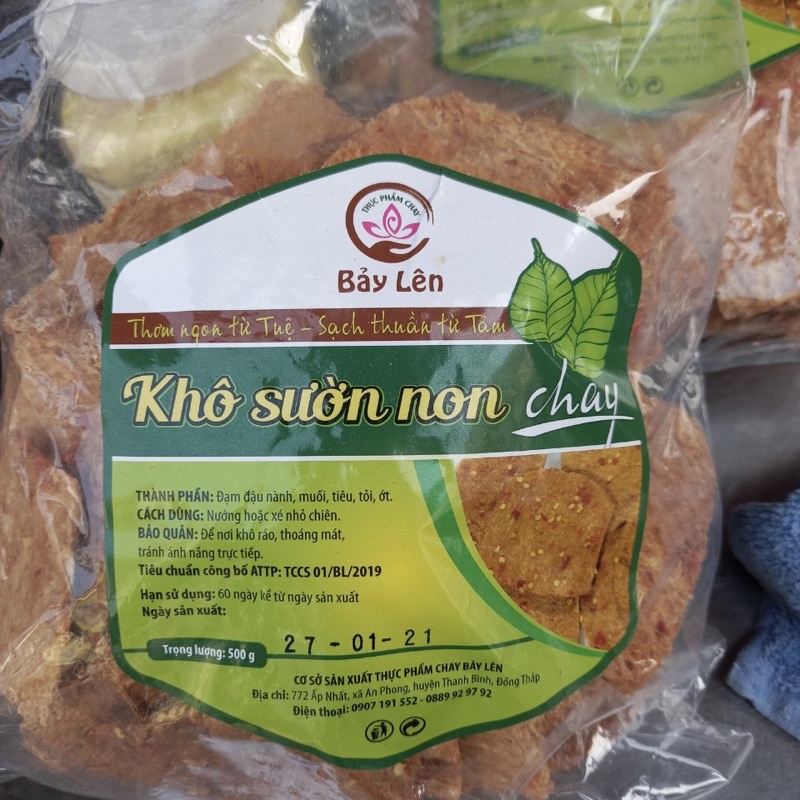 THỰC PHẨM CHAY
Bảy Lên
Thơm ngon từ Tuệ – Sạch thuần từ Tâm
Khô sườn non chay
THÀNH PHẦN: Đạm đậu nành, muối, tiêu, tỏi, ớt.
CÁCH DÙNG: Nướng hoặc xé nhỏ chiên.
BẢO QUẢN: Để nơi khô ráo, thoáng mát,
tránh ánh nắng trực tiếp.
Tiêu chuẩn công bố ATTP: TCCS 01/BL/2019
Hạn sử dụng: 60 ngày kể từ ngày sản xuất
Ngày sản xuất:
27-01-21
Trọng lượng: 500 g
CƠ SỞ SẢN XUẤT THỰC PHẨM CHAY BẢY LÊN
Địa chỉ: 772 Ấp Nhất, xã An Phong, huyện Thanh Bình, Đồng Tháp
Điện thoại: 0907 191 552 - 0889 92 97 92